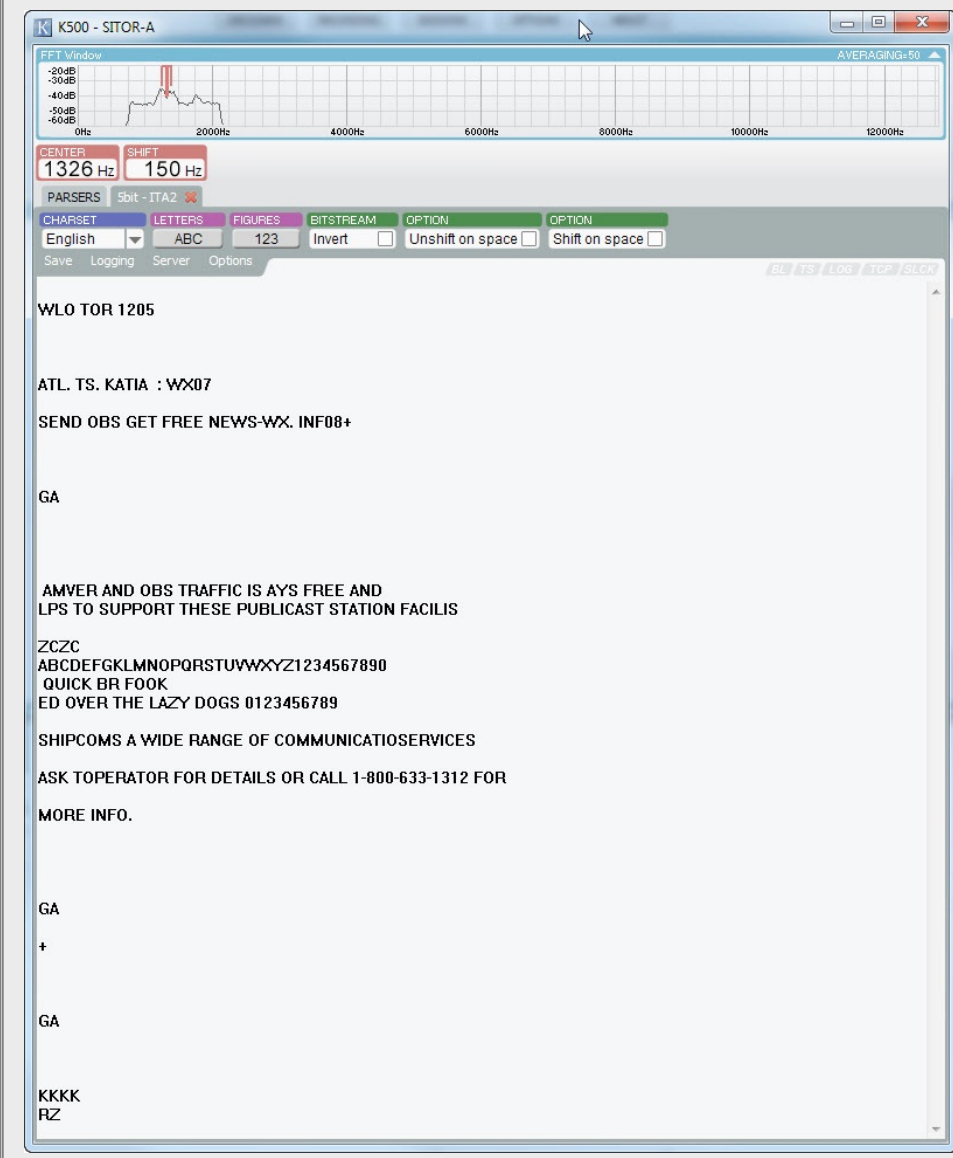 K500 - SITOR-A
FFT Window AVERAGING=50
-20dB
-30dB
-40dB
-50dB
-60dB
0Hz 2000Hz 4000Hz 6000Hz 8000Hz 10000Hz 12000Hz
CENTER SHIFT
1326 Hz 150 Hz
PARSERS 5bit - ITA2
CHARSET LETTERS FIGURES BITSTREAM OPTION OPTION
English ABC 123 Invert Unshift on space Shift on space
Save Logging Server Options
BL TS LOG TCP SLCK
WLO TOR 1205
ATL. TS. KATIA : WX07
SEND OBS GET FREE NEWS-WX. INF08+
GA
AMVER AND OBS TRAFFIC IS AYS FREE AND
LPS TO SUPPORT THESE PUBLICAST STATION FACILIS
ZCZC
ABCDEFGKLMNOPQRSTUVWXYZ1234567890
QUICK BR FOOK
ED OVER THE LAZY DOGS 0123456789
SHIPCOMS A WIDE RANGE OF COMMUNICATIOSERVICES
ASK TOPERATOR FOR DETAILS OR CALL 1-800-633-1312 FOR
MORE INFO.
GA
+
GA
KKKK
RZ